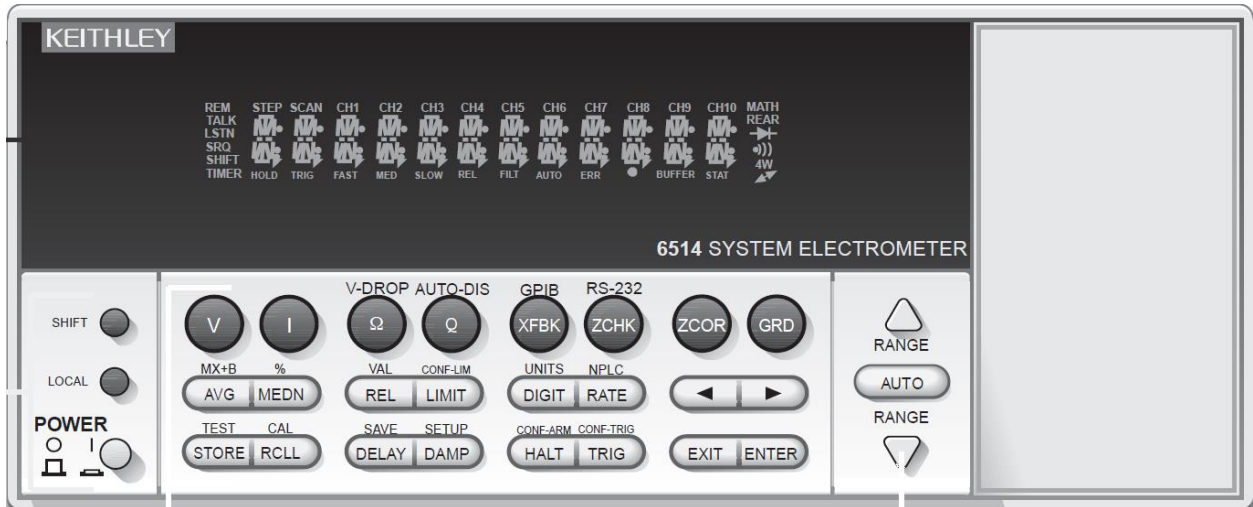 KEITHLEY
REM STEP SCAN CH1 CH2 CH3 CH4 CH5 CH6 CH7 CH8 CH9 CH10 MATH
TALK REAR
LSTN
SRQ
SHIFT 4W
TIMER HOLD TRIG FAST MED SLOW REL FILT AUTO ERR BUFFER STAT
6514 SYSTEM ELECTROMETER
V-DROP AUTO-DIS GPIB RS-232
SHIFT V I Ω Q XFBK ZCHK ZCOR GRD
RANGE
MX+B % VAL CONF-LIM UNITS NPLC
LOCAL AVG MEDN REL LIMIT DIGIT RATE ◄ ► AUTO
POWER TEST CAL SAVE SETUP CONF-ARM CONF-TRIG RANGE
O I STORE RCLL DELAY DAMP HALT TRIG EXIT ENTER